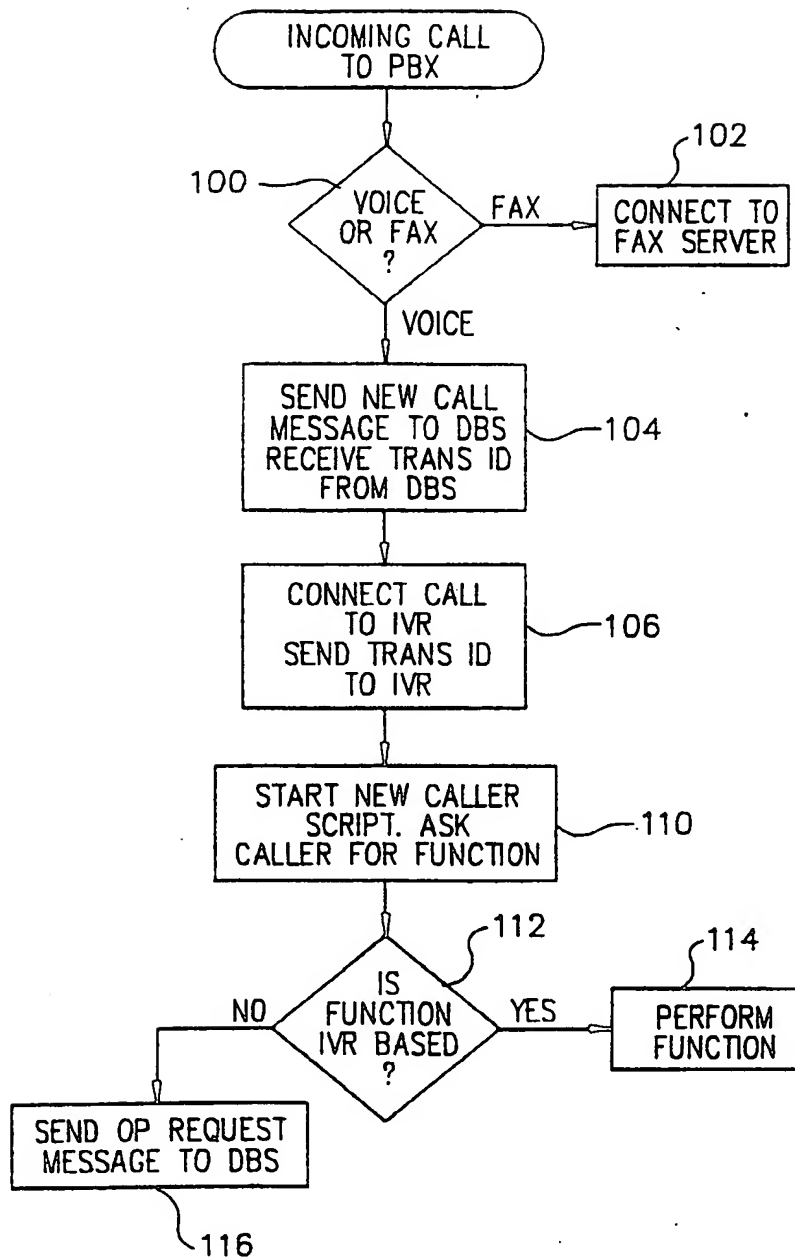 INCOMING CALL
TO PBX
100
VOICE
OR FAX
?
FAX
102
CONNECT TO
FAX SERVER
VOICE
SEND NEW CALL
MESSAGE TO DBS
RECEIVE TRANS ID
FROM DBS
104
CONNECT CALL
TO IVR
SEND TRANS ID
TO IVR
106
START NEW CALLER
SCRIPT. ASK
CALLER FOR FUNCTION
110
112
IS
FUNCTION
IVR BASED
?
NO
YES
114
PERFORM
FUNCTION
SEND OP REQUEST
MESSAGE TO DBS
116